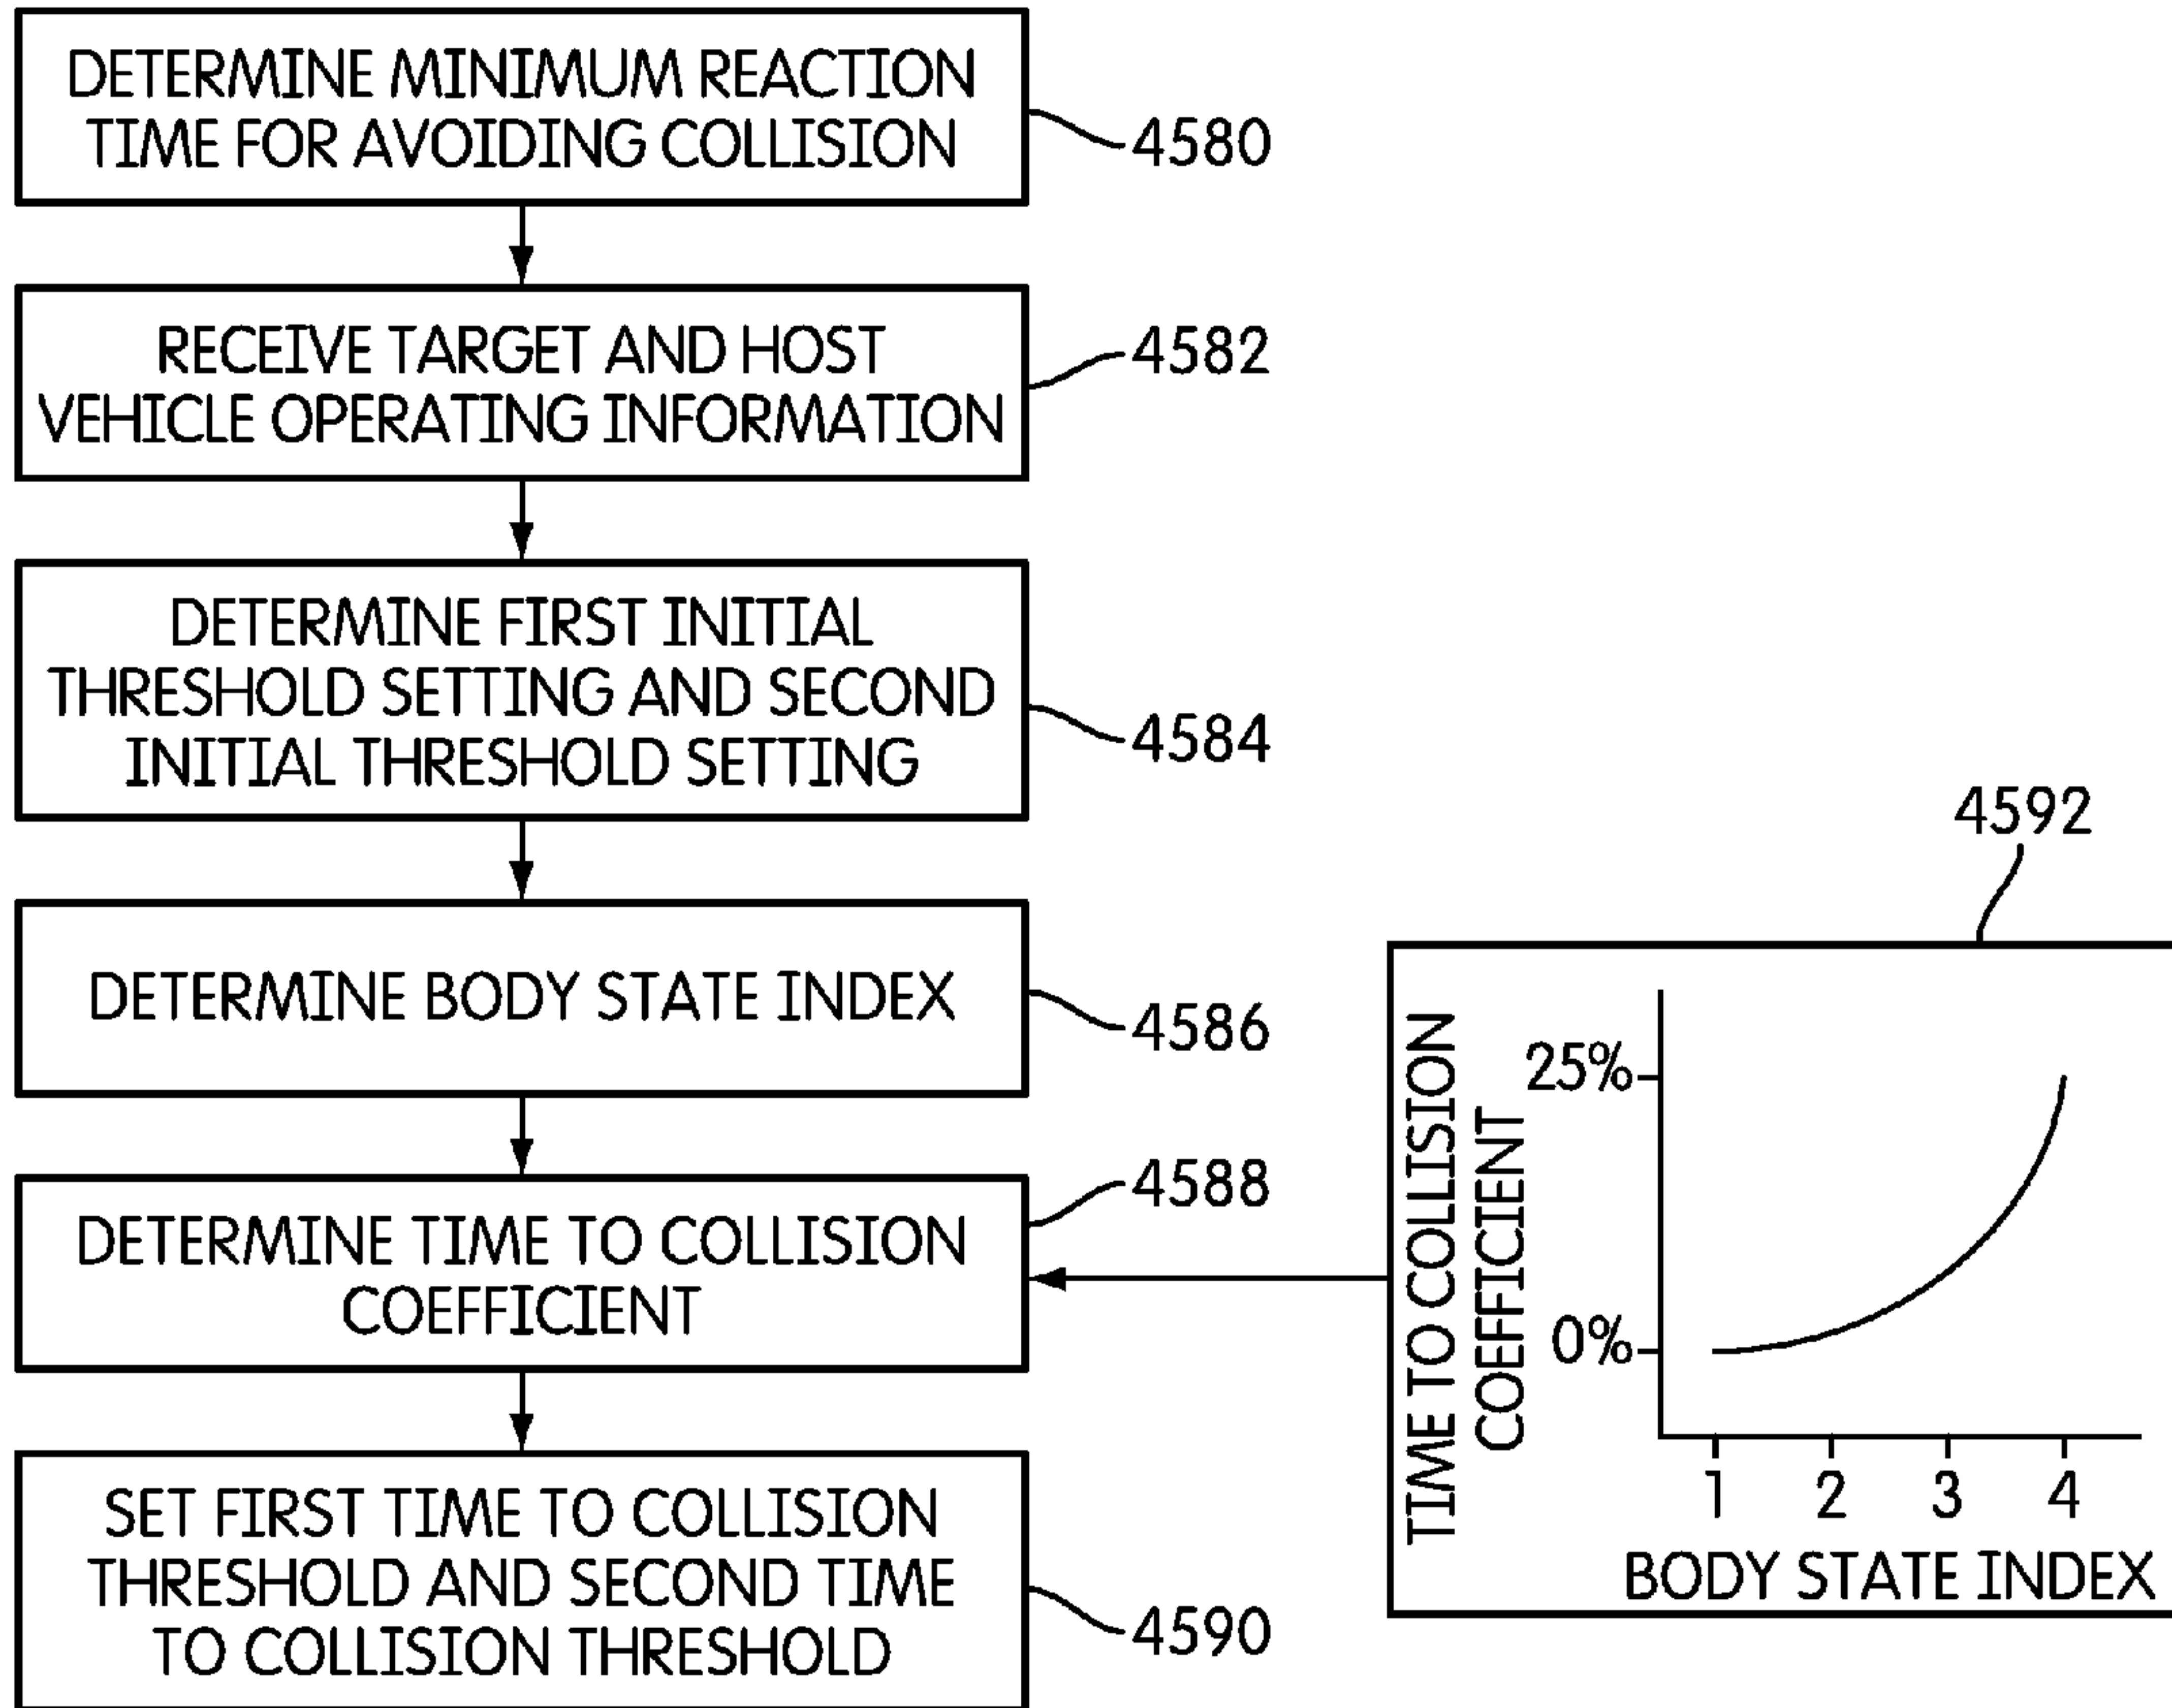 DETERMINE MINIMUM REACTION
TIME FOR AVOIDING COLLISION
4580
RECEIVE TARGET AND HOST
VEHICLE OPERATING INFORMATION
4582
DETERMINE FIRST INITIAL
THRESHOLD SETTING AND SECOND
INITIAL THRESHOLD SETTING
4584
DETERMINE BODY STATE INDEX
4586
DETERMINE TIME TO COLLISION
COEFFICIENT
4588
SET FIRST TIME TO COLLISION
THRESHOLD AND SECOND TIME
TO COLLISION THRESHOLD
4590
4592
TIME TO COLLISION
COEFFICIENT
25%
0%
1 2 3 4
BODY STATE INDEX